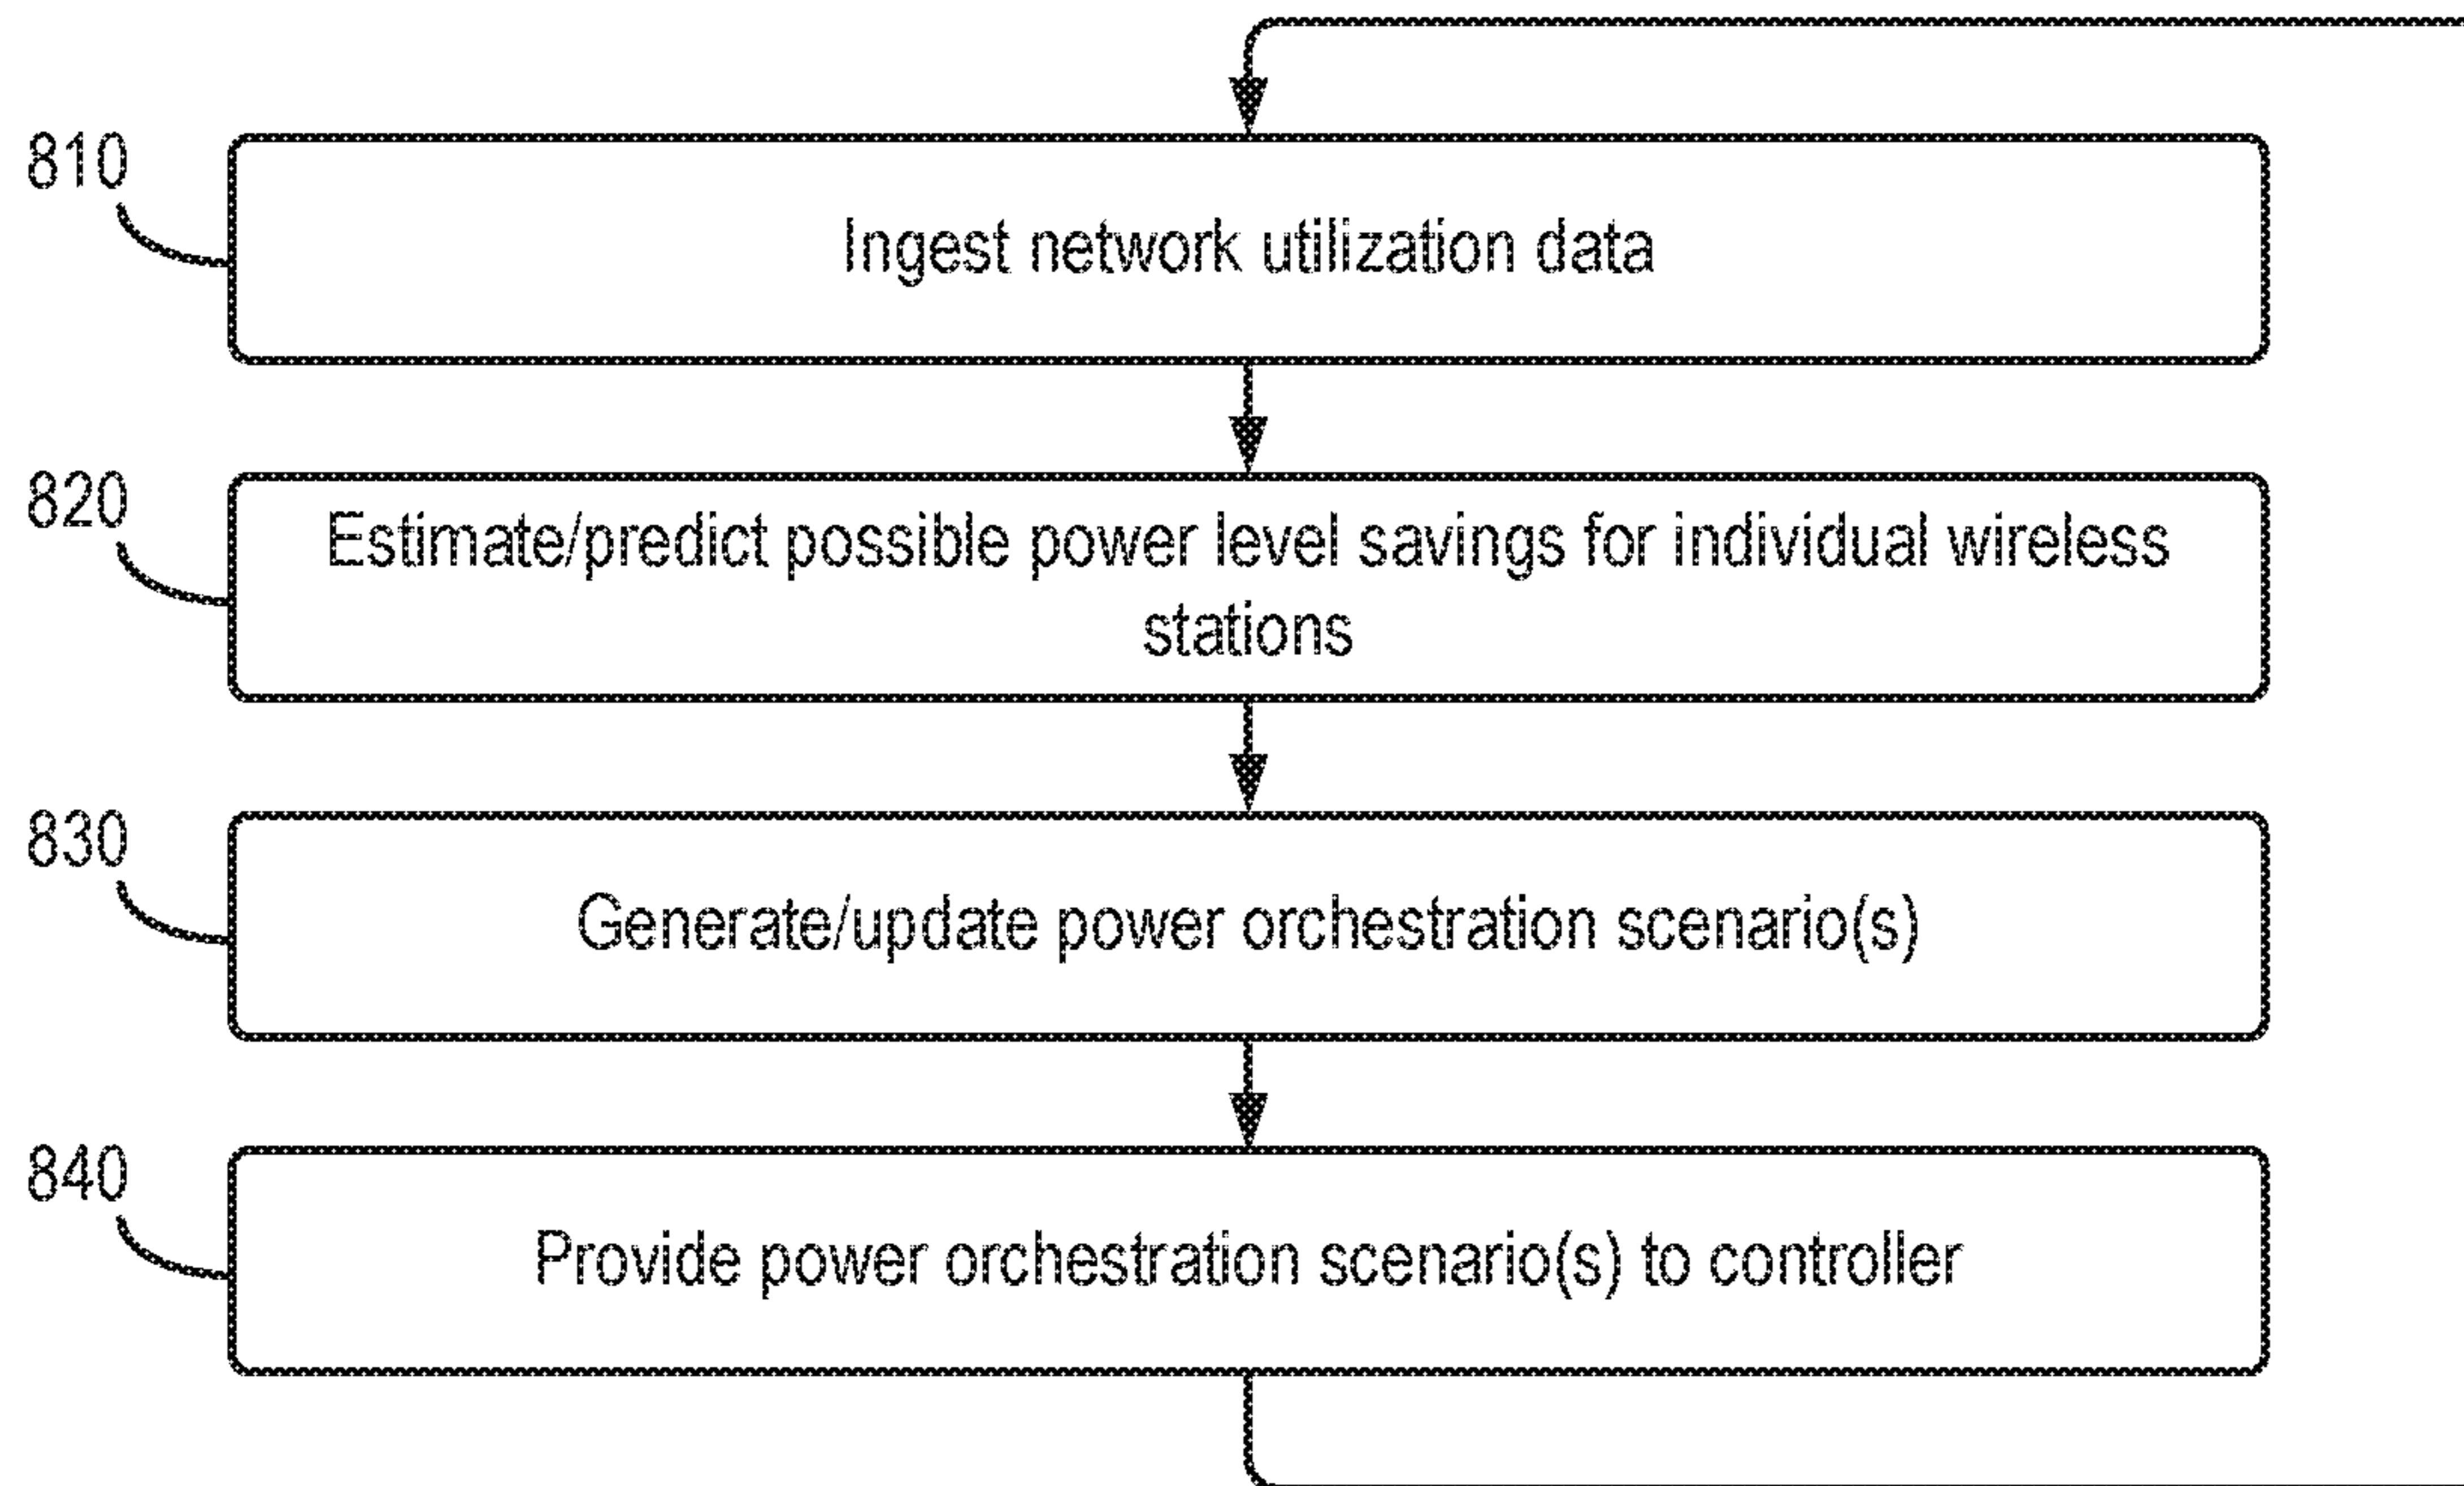 810
Ingest network utilization data
820
Estimate/predict possible power level savings for individual wireless
stations
830
Generate/update power orchestration scenario(s)
840
Provide power orchestration scenario(s) to controller